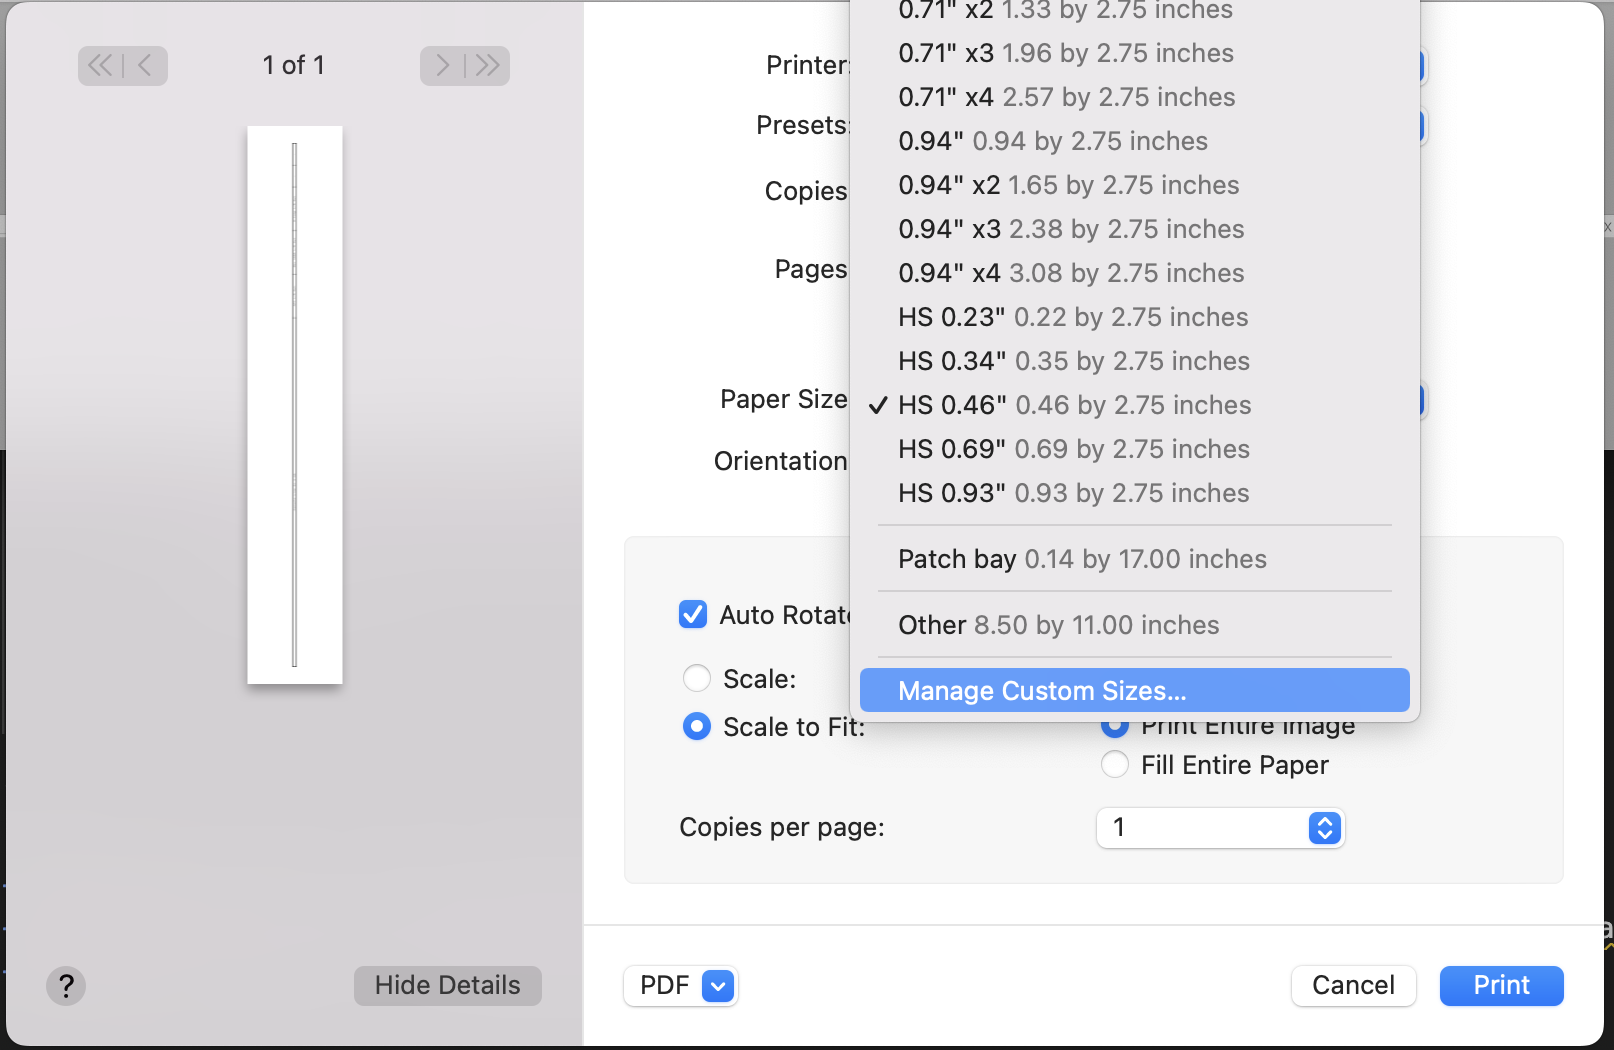 1 of 1
Printer:
Presets:
Copies
Pages
Paper Size
Orientation
0.71" x2 1.33 by 2.75 inches
0.71" x3 1.96 by 2.75 inches
0.71" x4 2.57 by 2.75 inches
0.94" 0.94 by 2.75 inches
0.94" x2 1.65 by 2.75 inches
0.94" x3 2.38 by 2.75 inches
0.94" x4 3.08 by 2.75 inches
HS 0.23" 0.22 by 2.75 inches
HS 0.34" 0.35 by 2.75 inches
HS 0.46" 0.46 by 2.75 inches
HS 0.69" 0.69 by 2.75 inches
HS 0.93" 0.93 by 2.75 inches
Patch bay 0.14 by 17.00 inches
Other 8.50 by 11.00 inches
Manage Custom Sizes...
Auto Rotate
Scale:
Scale to Fit:
Print Entire Image
Fill Entire Paper
Copies per page:
1
?
Hide Details
PDF
Cancel
Print